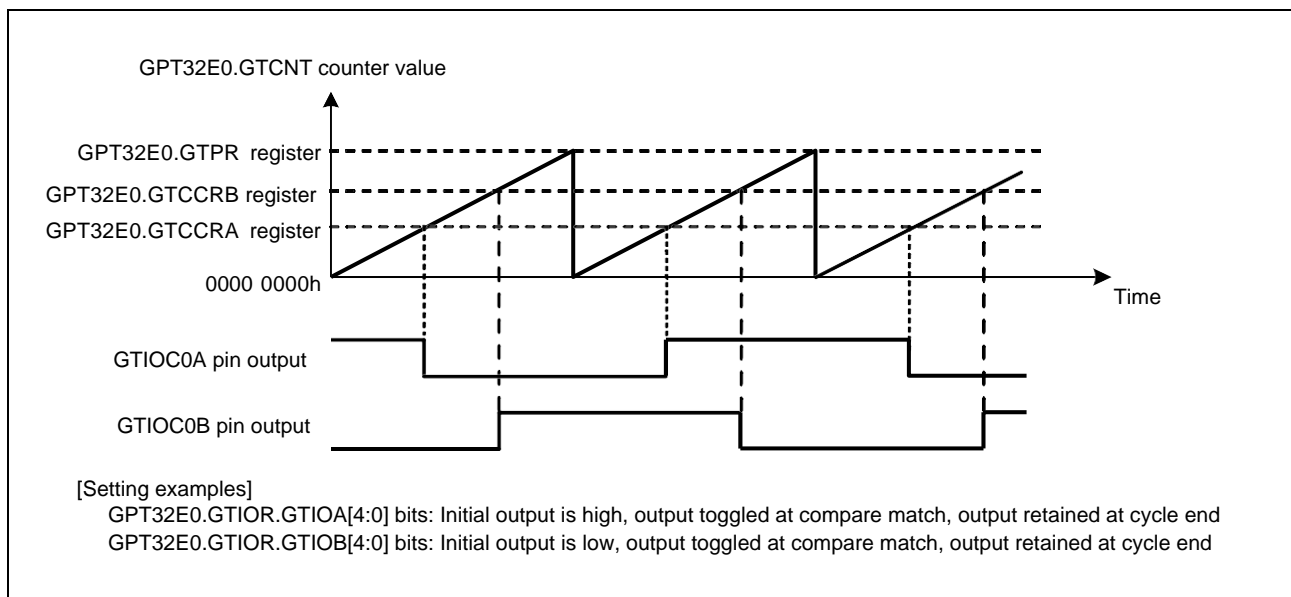 GPT32E0.GTCNT counter value
GPT32E0.GTPR register
GPT32E0.GTCCRB register
GPT32E0.GTCCRA register
0000 0000h
Time
GTIOC0A pin output
GTIOC0B pin output
[Setting examples]
GPT32E0.GTIOR.GTIOA[4:0] bits: Initial output is high, output toggled at compare match, output retained at cycle end
GPT32E0.GTIOR.GTIOB[4:0] bits: Initial output is low, output toggled at compare match, output retained at cycle end